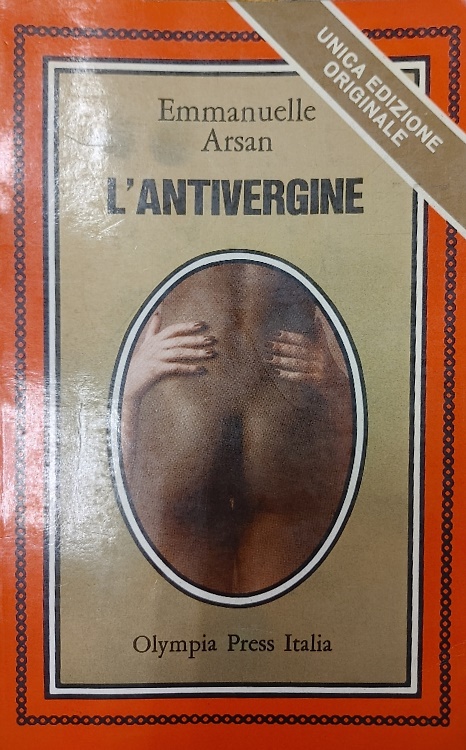 UNICA EDIZIONE
ORIGINALE
Emmanuelle
Arsan
L'ANTIVERGINE
Olympia Press Italia